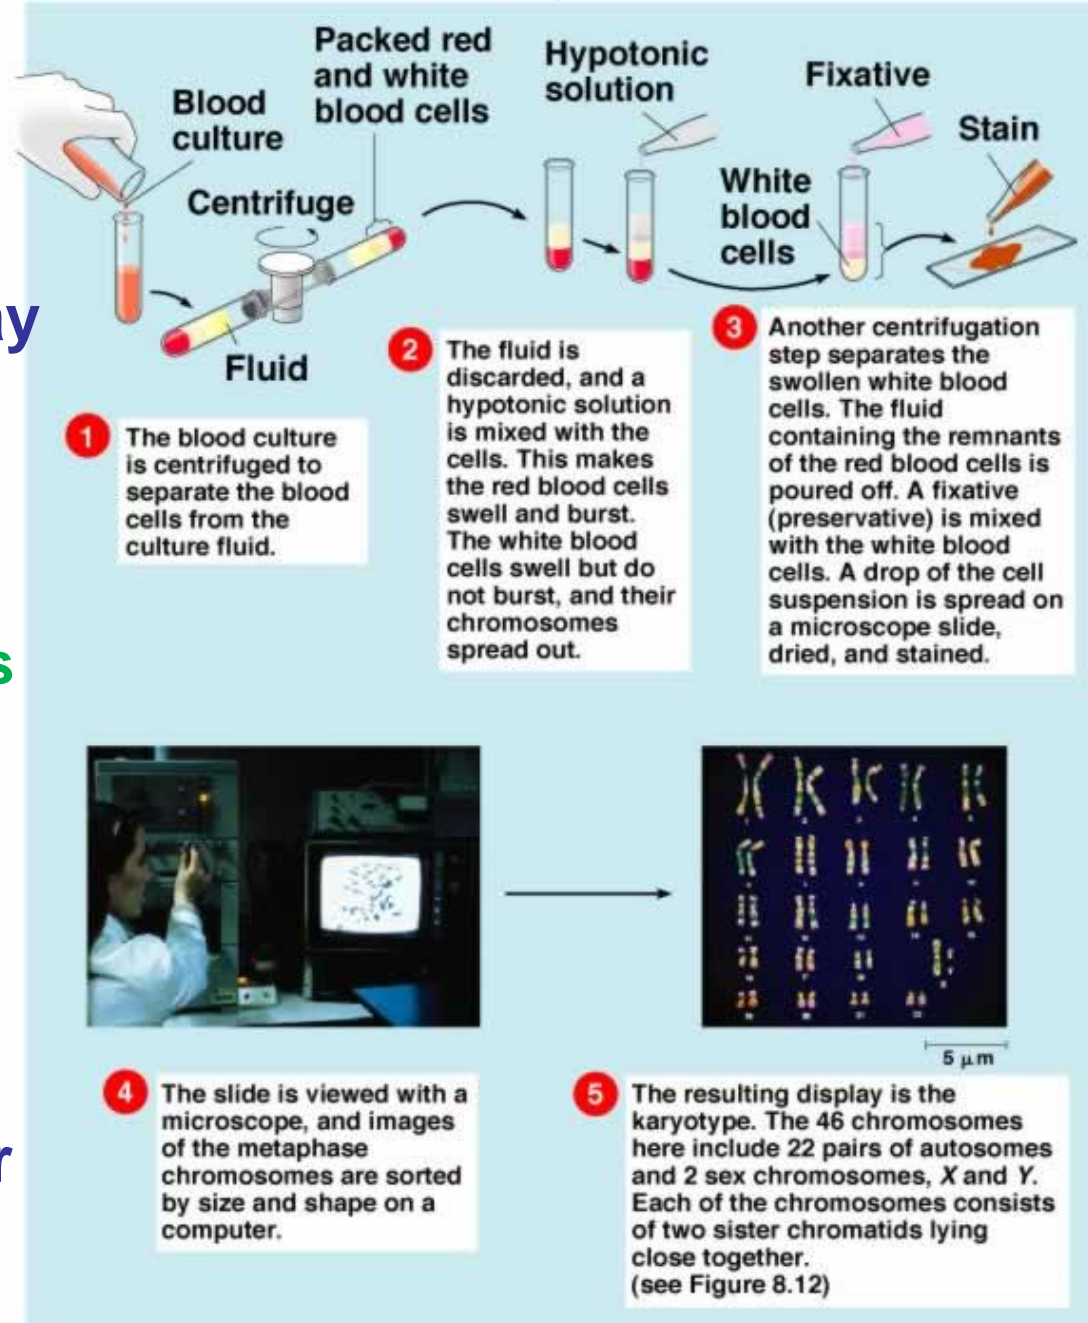 Packed red
and white
blood cells
Hypotonic
solution
Fixative
Blood
culture
Stain
Centrifuge
White
blood
cells
ay
Fluid
1
The blood culture
is centrifuged to
separate the blood
cells from the
culture fluid.
2
The fluid is
discarded, and a
hypotonic solution
is mixed with the
cells. This makes
the red blood cells
swell and burst.
The white blood
cells swell but do
not burst, and their
chromosomes
spread out.
3
Another centrifugation
step separates the
swollen white blood
cells. The fluid
containing the remnants
of the red blood cells is
poured off. A fixative
(preservative) is mixed
with the white blood
cells. A drop of the cell
suspension is spread on
a microscope slide,
dried, and stained.
s
5 µm
4
The slide is viewed with a
microscope, and images
of the metaphase
chromosomes are sorted
by size and shape on a
computer.
r
5
The resulting display is the
karyotype. The 46 chromosomes
here include 22 pairs of autosomes
and 2 sex chromosomes, X and Y.
Each of the chromosomes consists
of two sister chromatids lying
close together.
(see Figure 8.12)